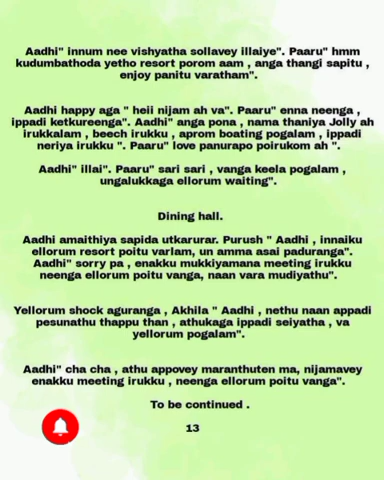 Aadhi" innum nee vishyatha sollavey illaiye". Paaru" hmm
kudumbathoda yetho resort porom aam , anga thangi sapitu ,
enjoy panitu varatham".
Aadhi happy aga " heii nijam ah va". Paaru" enna neenga ,
ippadi ketkureenga". Aadhi" anga pona , nama thaniya Jolly ah
irukkalam , beech irukku , aprom boating pogalam , ippadi
neriya irukku ". Paaru" love panurapo poirukom ah ".
Aadhi" illai". Paaru" sari sari , vanga keela pogalam ,
ungalukkaga ellorum waiting".
Dining hall.
Aadhi amaithiya sapida utkarurar. Purush " Aadhi , innaiku
ellorum resort poitu varlam, un amma asai paduranga".
Aadhi" sorry pa , enakku mukkiyamana meeting irukku
neenga ellorum poitu vanga, naan vara mudiyathu".
Yellorum shock aguranga , Akhila " Aadhi , nethu naan appadi
pesunathu thappu than , athukaga ippadi seiyatha , va
yellorum pogalam".
Aadhi" cha cha , athu appovey maranthuten ma, nijamavey
enakku meeting irukku , neenga ellorum poitu vanga".
To be continued .
13